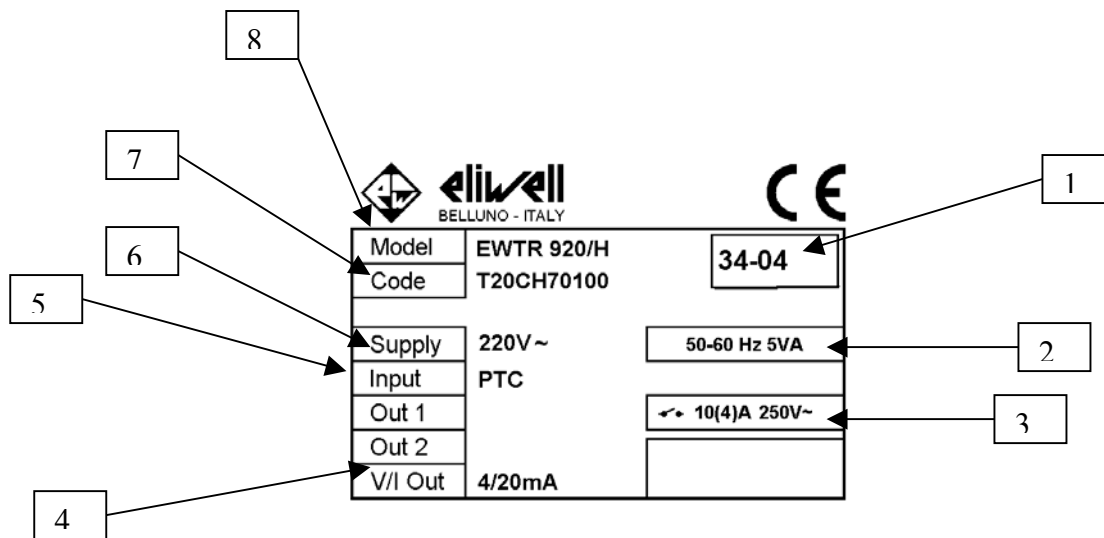 8
7
6
5
4
eliwell
BELLUNO - ITALY
CE
1
2
3
Model EWTR 920/H 34-04
Code T20CH70100
Supply 220V~ 50-60 Hz 5VA
Input PTC
Out 1 10(4)A 250V~
Out 2
V/I Out 4/20mA